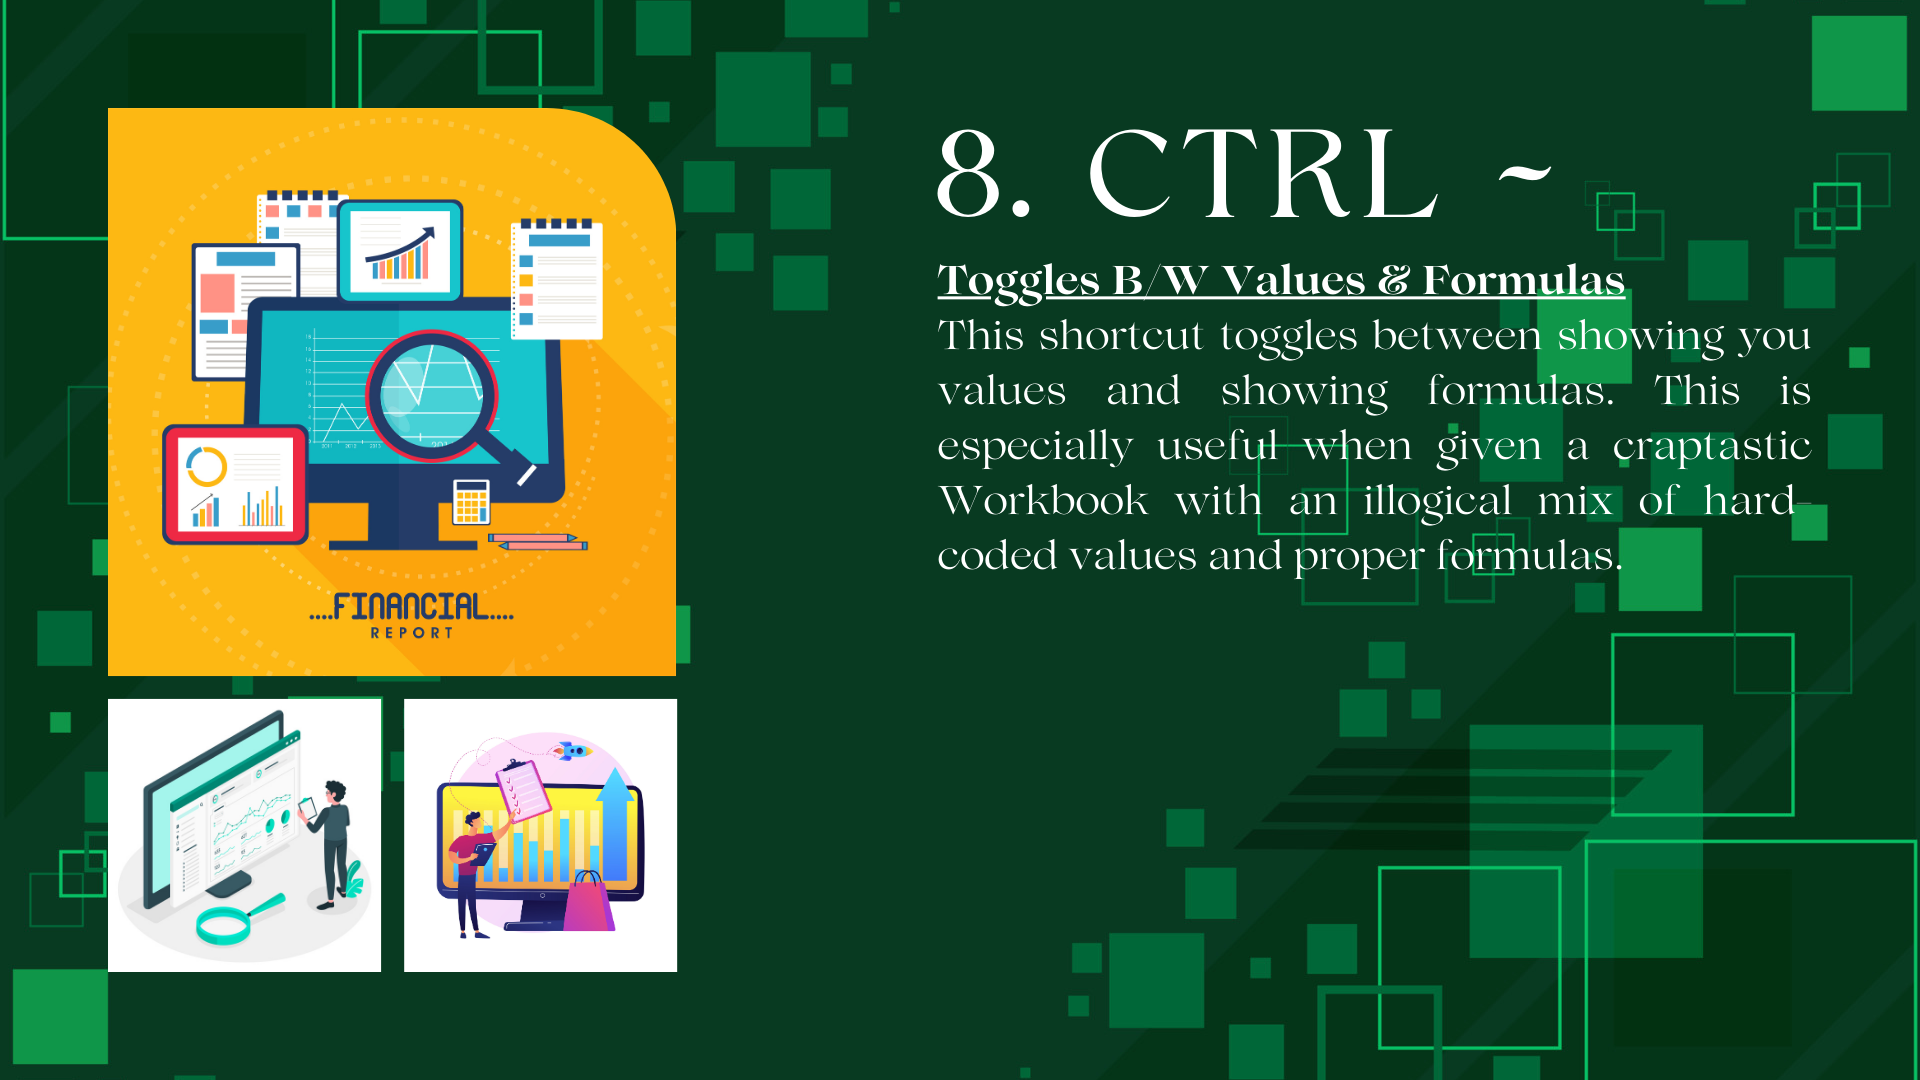 8. CTRL ~
Toggles B/W Values & Formulas
This shortcut toggles between showing you
values and showing formulas. This is
especially useful when given a craptastic
Workbook with an illogical mix of hard-
coded values and proper formulas.
....FINANCIAL....
REPORT